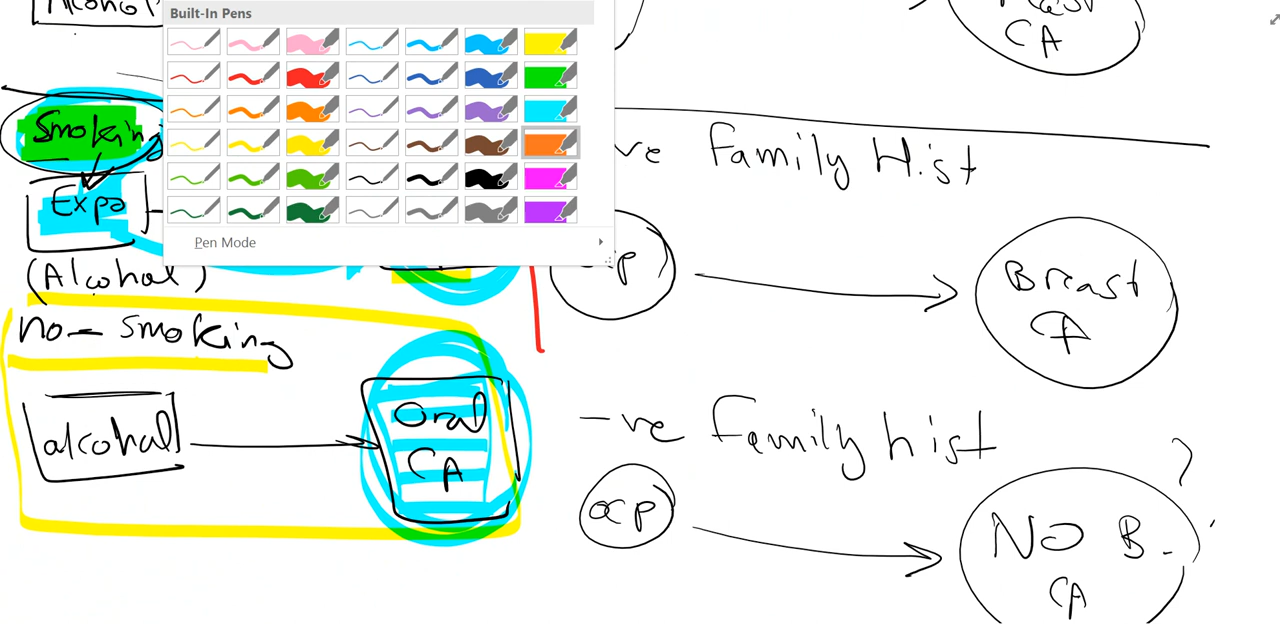 Built-In Pens
CA
Smoking
Expo
(Alcohal)
Pen Mode
ve Family Hist
Breast
CA
no- smoking
alcohal
Oral
CA
-ve Family hist
ocp
?
NO B.
CA